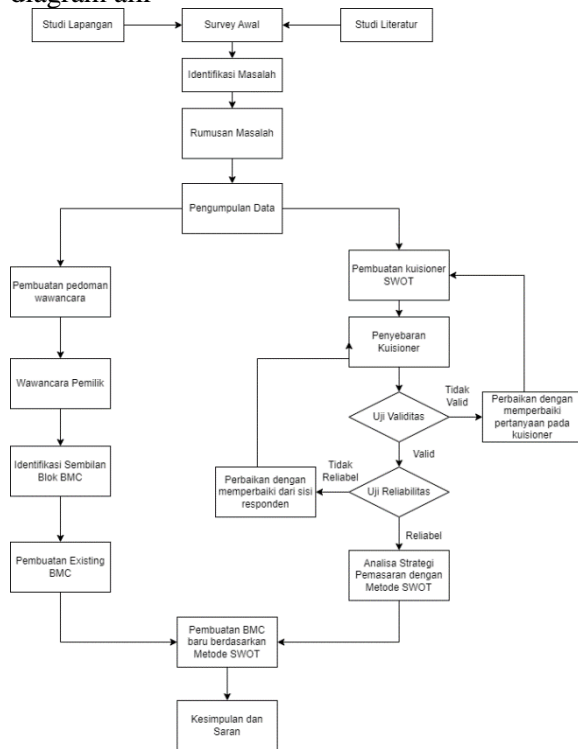 diagram alir
Studi Lapangan
Survey Awal
Studi Literatur
Identifikasi Masalah
Rumusan Masalah
Pengumpulan Data
Pembuatan pedoman
wawancara
Pembuatan kuisioner
SWOT
Penyebaran
Kuisioner
Wawancara Pemilik
Tidak
Valid
Uji Validitas
Perbaikan dengan
memperbaiki
pertanyaan pada
kuisioner
Valid
Identifikasi Sembilan
Blok BMC
Perbaikan dengan
memperbaiki dari sisi
responden
Tidak
Reliabel
Uji Reliabilitas
Reliabel
Pembuatan Existing
BMC
Analisa Strategi
Pemasaran dengan
Metode SWOT
Pembuatan BMC
baru berdasarkan
Metode SWOT
Kesimpulan dan
Saran